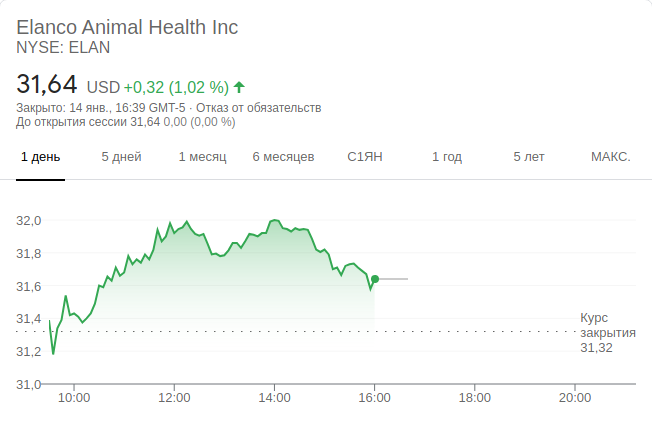 Elanco Animal Health Inc
NYSE: ELAN
31,64 USD +0,32 (1,02 %)
Закрыто: 14 янв., 16:39 GMT-5 · Отказ от обязательств
До открытия сессии 31,64 0,00 (0,00 %)
1 день 5 дней 1 месяц 6 месяцев С1ЯН 1 год 5 лет МАКС.
32,0
31,8
31,6
31,4
31,2
31,0
Курс
закрытия
31,32
10:00 12:00 14:00 16:00 18:00 20:00